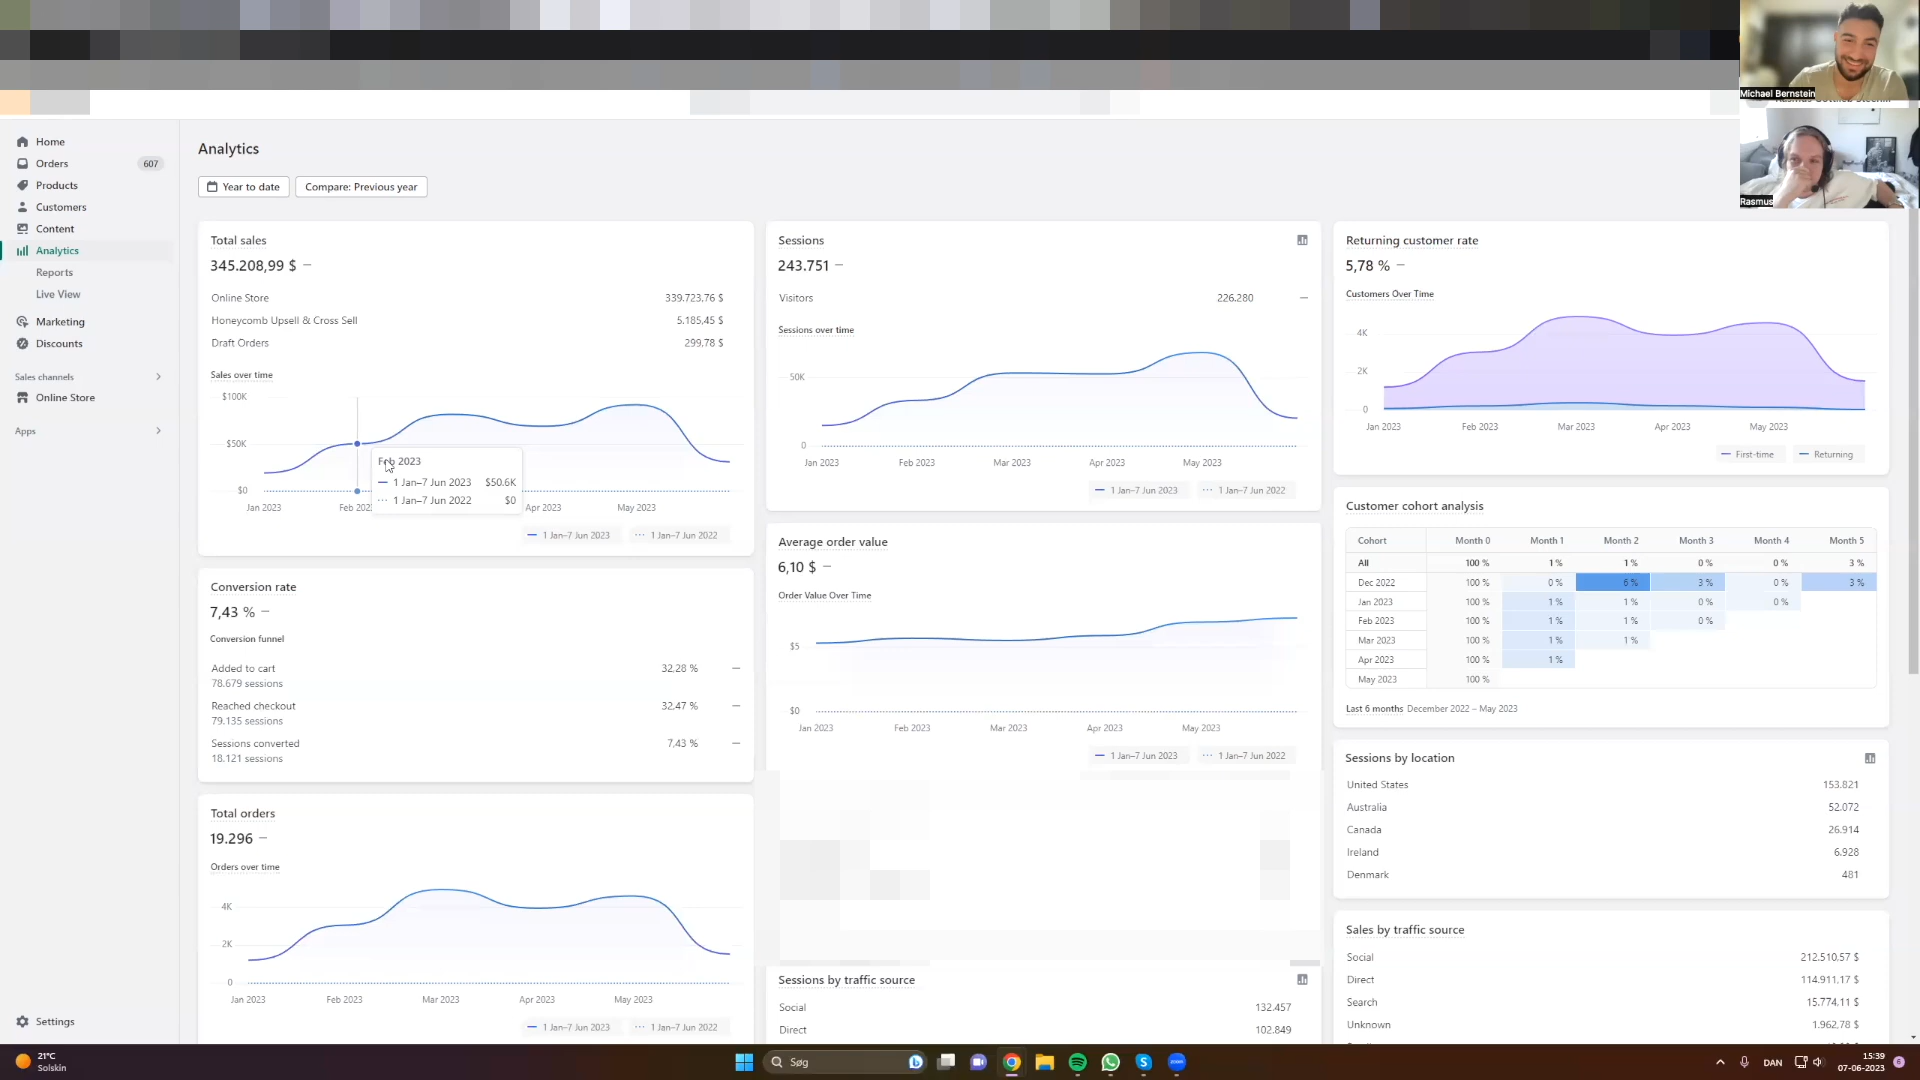 Michael Bernstein
Rasmus
Home
Orders
607
Products
Customers
Content
Analytics
Reports
Live View
Marketing
Discounts
Sales channels
Online Store
Apps
Settings
Analytics
Year to date
Compare: Previous year
Total sales
345.208,99 $ –
Online Store 339.723,76 $
Honeycomb Upsell & Cross Sell 5.185,45 $
Draft Orders 299,78 $
Sales over time
$100K
$50K
$0
Jan 2023 Apr 2023 May 2023
Feb 2023
1 Jan–7 Jun 2023 $50.6K
1 Jan–7 Jun 2022 $0
1 Jan–7 Jun 2023 1 Jan–7 Jun 2022
Conversion rate
7,43 % –
Conversion funnel
Added to cart 32,28 % –
78.679 sessions
Reached checkout 32,47 % –
79.135 sessions
Sessions converted 7,43 % –
18.121 sessions
Total orders
19.296 –
Orders over time
4K
2K
0
Jan 2023 Feb 2023 Mar 2023 Apr 2023 May 2023
1 Jan–7 Jun 2023 1 Jan–7 Jun 2022
Sessions
243.751 –
Visitors 226.280 –
Sessions over time
50K
0
Jan 2023 Feb 2023 Mar 2023 Apr 2023 May 2023
1 Jan–7 Jun 2023 1 Jan–7 Jun 2022
Average order value
6,10 $ –
Order Value Over Time
$5
$0
Jan 2023 Feb 2023 Mar 2023 Apr 2023 May 2023
1 Jan–7 Jun 2023 1 Jan–7 Jun 2022
Sessions by traffic source
Social 132.457
Direct 102.849
Returning customer rate
5,78 % –
Customers Over Time
4K
2K
0
Jan 2023 Feb 2023 Mar 2023 Apr 2023 May 2023
First-time Returning
Customer cohort analysis
Cohort Month 0 Month 1 Month 2 Month 3 Month 4 Month 5
All 100 % 1 % 1 % 0 % 0 % 3 %
Dec 2022 100 % 0 % 6 % 3 % 0 % 3 %
Jan 2023 100 % 1 % 1 % 0 % 0 %
Feb 2023 100 % 1 % 1 % 0 %
Mar 2023 100 % 1 % 1 %
Apr 2023 100 % 1 %
May 2023 100 %
Last 6 months December 2022 – May 2023
Sessions by location
United States 153.821
Australia 52.072
Canada 26.914
Ireland 6.928
Denmark 481
Sales by traffic source
Social 212.510,57 $
Direct 114.911,17 $
Search 15.774,11 $
Unknown 1.962,78 $
21°C
Solskin
Søg
zoom
DAN
15:39
07-06-2023
6